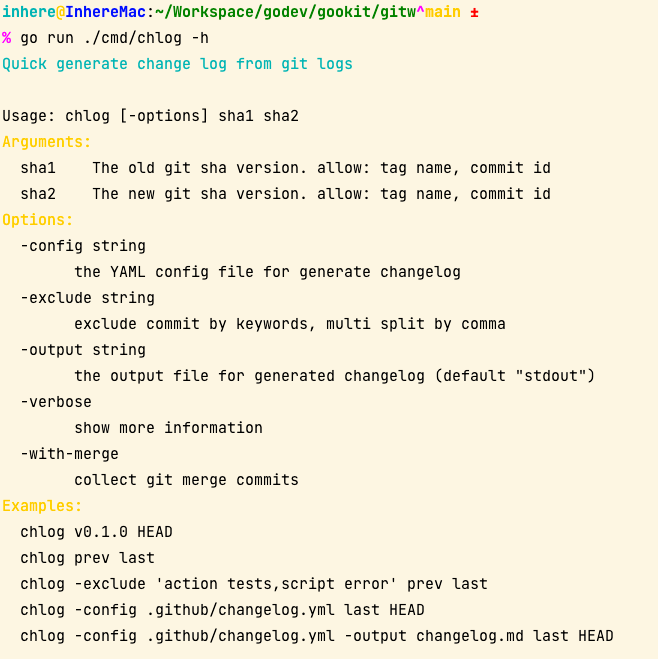 inhere@InhereMac:~/Workspace/godev/gookit/gitw^main ±
% go run ./cmd/chlog -h
Quick generate change log from git logs

Usage: chlog [-options] sha1 sha2
Arguments:
  sha1    The old git sha version. allow: tag name, commit id
  sha2    The new git sha version. allow: tag name, commit id
Options:
  -config string
        the YAML config file for generate changelog
  -exclude string
        exclude commit by keywords, multi split by comma
  -output string
        the output file for generated changelog (default "stdout")
  -verbose
        show more information
  -with-merge
        collect git merge commits
Examples:
  chlog v0.1.0 HEAD
  chlog prev last
  chlog -exclude 'action tests,script error' prev last
  chlog -config .github/changelog.yml last HEAD
  chlog -config .github/changelog.yml -output changelog.md last HEAD